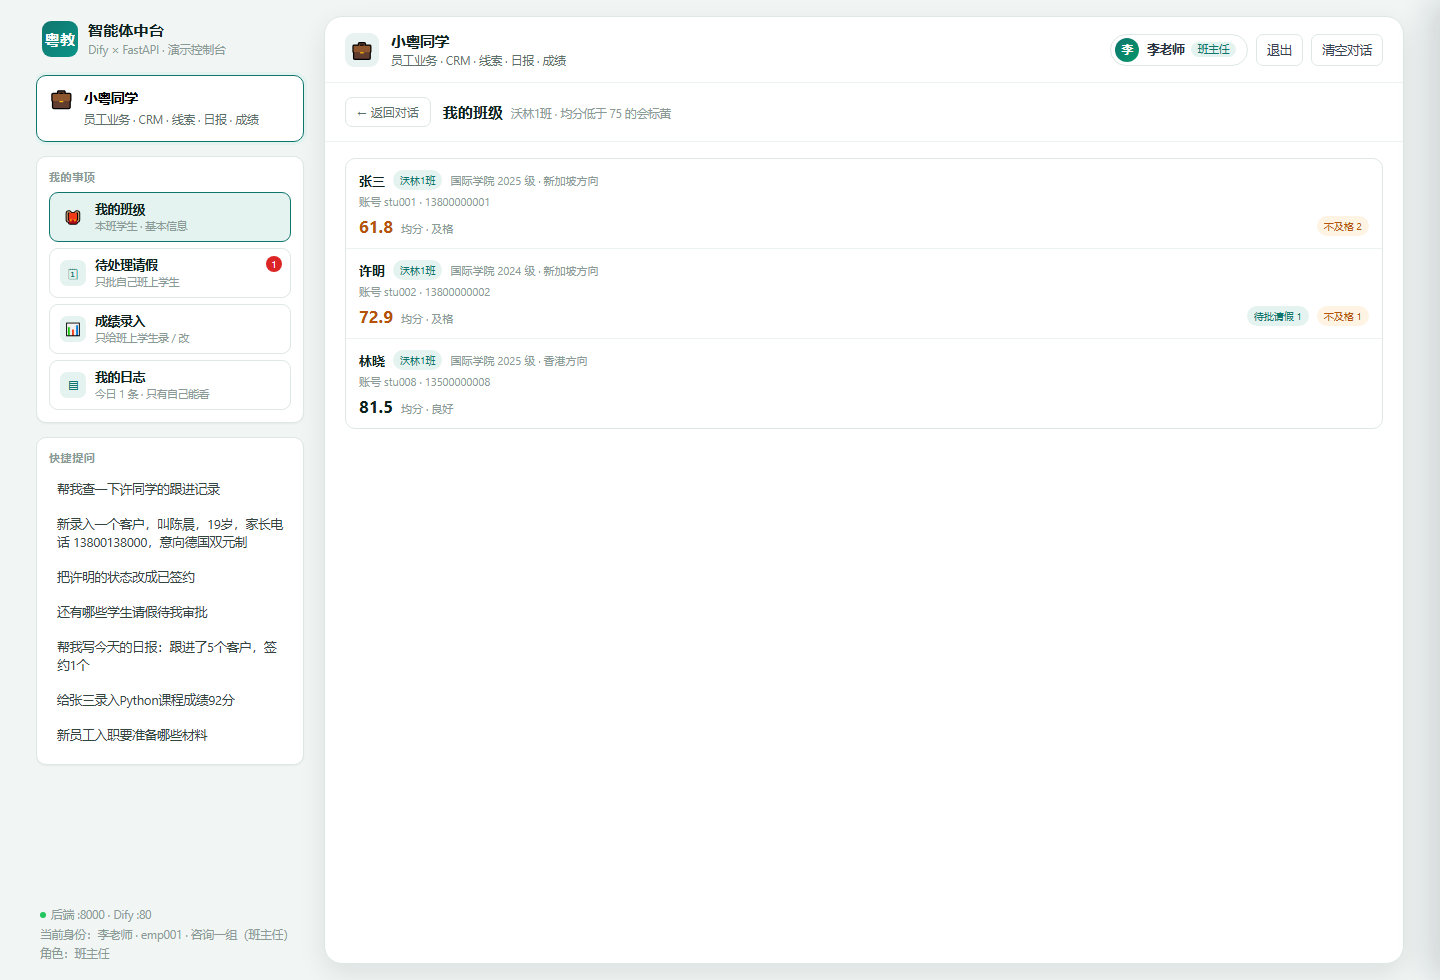 粤教
智能体中台
Dify × FastAPI · 演示控制台
小粤同学
员工业务 · CRM · 线索 · 日报 · 成绩
我的事项
我的班级
本班学生 · 基本信息
待处理请假
1
只批自己班上学生
成绩录入
只给班上学生录 / 改
我的日志
今日 1 条 · 只有自己能看
快捷提问
帮我查一下许同学的跟进记录
新录入一个客户，叫陈晨，19岁，家长电
话 13800138000，意向德国双元制
把许明的状态改成已签约
还有哪些学生请假待我审批
帮我写今天的日报：跟进了5个客户，签
约1个
给张三录入Python课程成绩92分
新员工入职要准备哪些材料
后端 :8000 · Dify :80
当前身份：李老师 · emp001 · 咨询一组（班主任）
角色：班主任
小粤同学
员工业务 · CRM · 线索 · 日报 · 成绩
李 李老师 班主任 退出 清空对话
← 返回对话 我的班级 沃林1班 · 均分低于 75 的会标黄
张三 沃林1班 国际学院 2025 级 · 新加坡方向
账号 stu001 · 13800000001
61.8 均分 · 及格 不及格 2
许明 沃林1班 国际学院 2024 级 · 新加坡方向
账号 stu002 · 13800000002
72.9 均分 · 及格 待批请假 1 不及格 1
林晓 沃林1班 国际学院 2025 级 · 香港方向
账号 stu008 · 13500000008
81.5 均分 · 良好